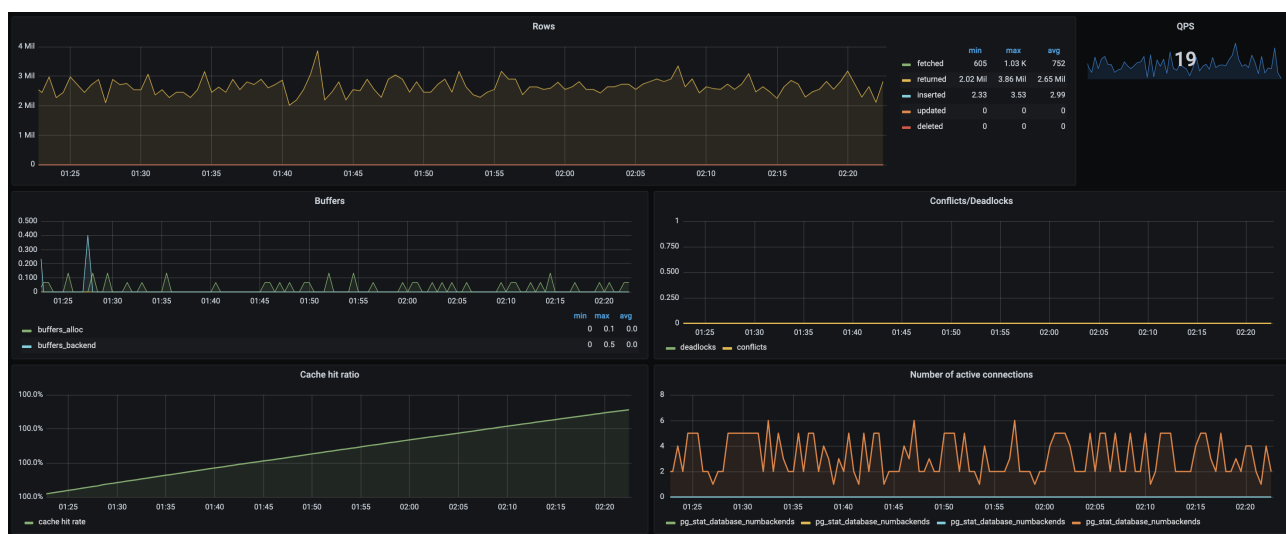 Rows
4 Mil
3 Mil
2 Mil
1 Mil
0
01:25 01:30 01:35 01:40 01:45 01:50 01:55 02:00 02:05 02:10 02:15 02:20
min max avg
fetched 605 1.03 K 752
returned 2.02 Mil 3.86 Mil 2.65 Mil
inserted 2.33 3.53 2.99
updated 0 0 0
deleted 0 0 0
QPS
19
Buffers
0.500
0.400
0.300
0.200
0.100
0
01:25 01:30 01:35 01:40 01:45 01:50 01:55 02:00 02:05 02:10 02:15 02:20
min max avg
buffers_alloc 0 0.1 0.0
buffers_backend 0 0.5 0.0
Conflicts/Deadlocks
1
0.750
0.500
0.250
0
01:25 01:30 01:35 01:40 01:45 01:50 01:55 02:00 02:05 02:10 02:15 02:20
deadlocks conflicts
Cache hit ratio
100.0%
100.0%
100.0%
100.0%
01:25 01:30 01:35 01:40 01:45 01:50 01:55 02:00 02:05 02:10 02:15 02:20
cache hit rate
Number of active connections
8
6
4
2
0
01:25 01:30 01:35 01:40 01:45 01:50 01:55 02:00 02:05 02:10 02:15 02:20
pg_stat_database_numbackends pg_stat_database_numbackends pg_stat_database_numbackends pg_stat_database_numbackends